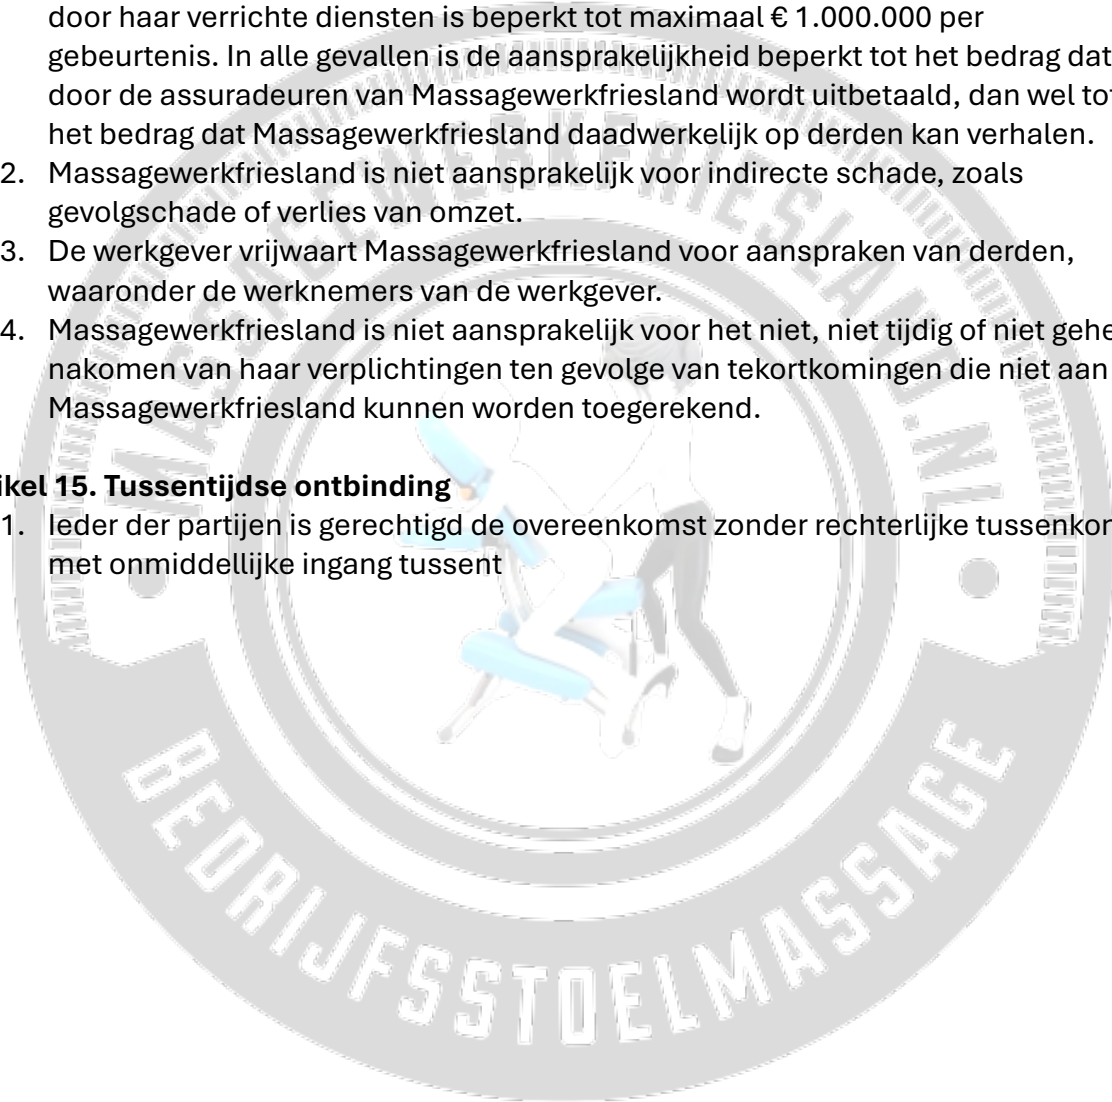 door haar verrichte diensten is beperkt tot maximaal € 1.000.000 per
gebeurtenis. In alle gevallen is de aansprakelijkheid beperkt tot het bedrag dat
door de assuradeuren van Massagewerkfriesland wordt uitbetaald, dan wel tot
het bedrag dat Massagewerkfriesland daadwerkelijk op derden kan verhalen.
2. Massagewerkfriesland is niet aansprakelijk voor indirecte schade, zoals
gevolgschade of verlies van omzet.
3. De werkgever vrijwaart Massagewerkfriesland voor aanspraken van derden,
waaronder de werknemers van de werkgever.
4. Massagewerkfriesland is niet aansprakelijk voor het niet, niet tijdig of niet gehe
nakomen van haar verplichtingen ten gevolge van tekortkomingen die niet aan
Massagewerkfriesland kunnen worden toegerekend.
ikel 15. Tussentijdse ontbinding
1. Ieder der partijen is gerechtigd de overeenkomst zonder rechterlijke tussenkom
met onmiddellijke ingang tussent
MASSAGEWERKFRIESLAND.NL
BEDRIJFSSTOELMASSAGE